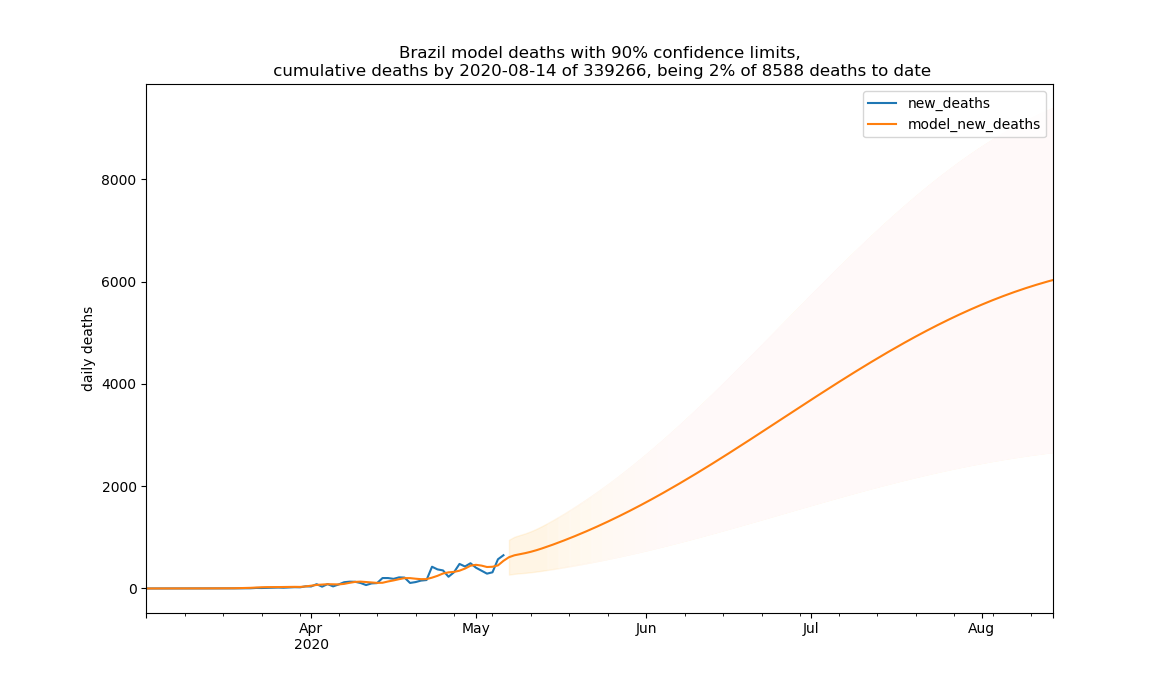 Brazil model deaths with 90% confidence limits,
cumulative deaths by 2020-08-14 of 339266, being 2% of 8588 deaths to date
new_deaths
model_new_deaths
daily deaths
8000
6000
4000
2000
0
Apr
2020
May
Jun
Jul
Aug